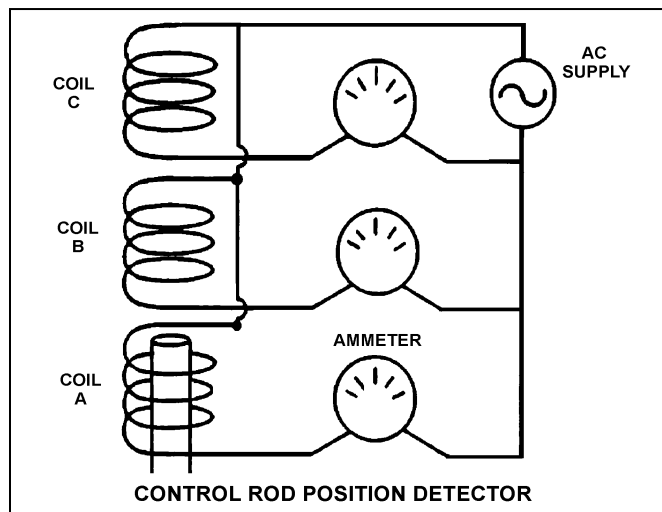 AC
SUPPLY
COIL
C
COIL
B
AMMETER
COIL
A
CONTROL ROD POSITION DETECTOR